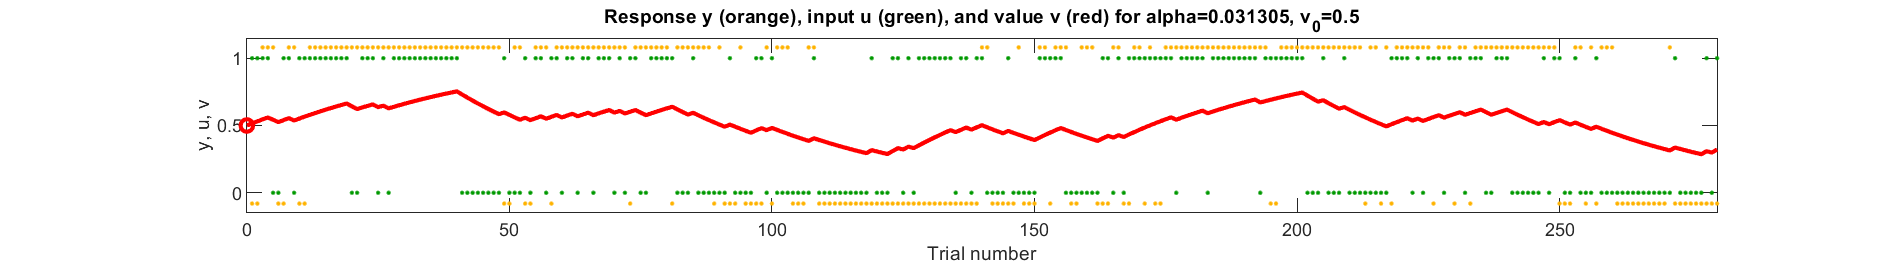 Response y (orange), input u (green), and value v (red) for alpha=0.031305, v0=0.5
y, u, v
1
0.5
0
0 50 100 150 200 250
Trial number